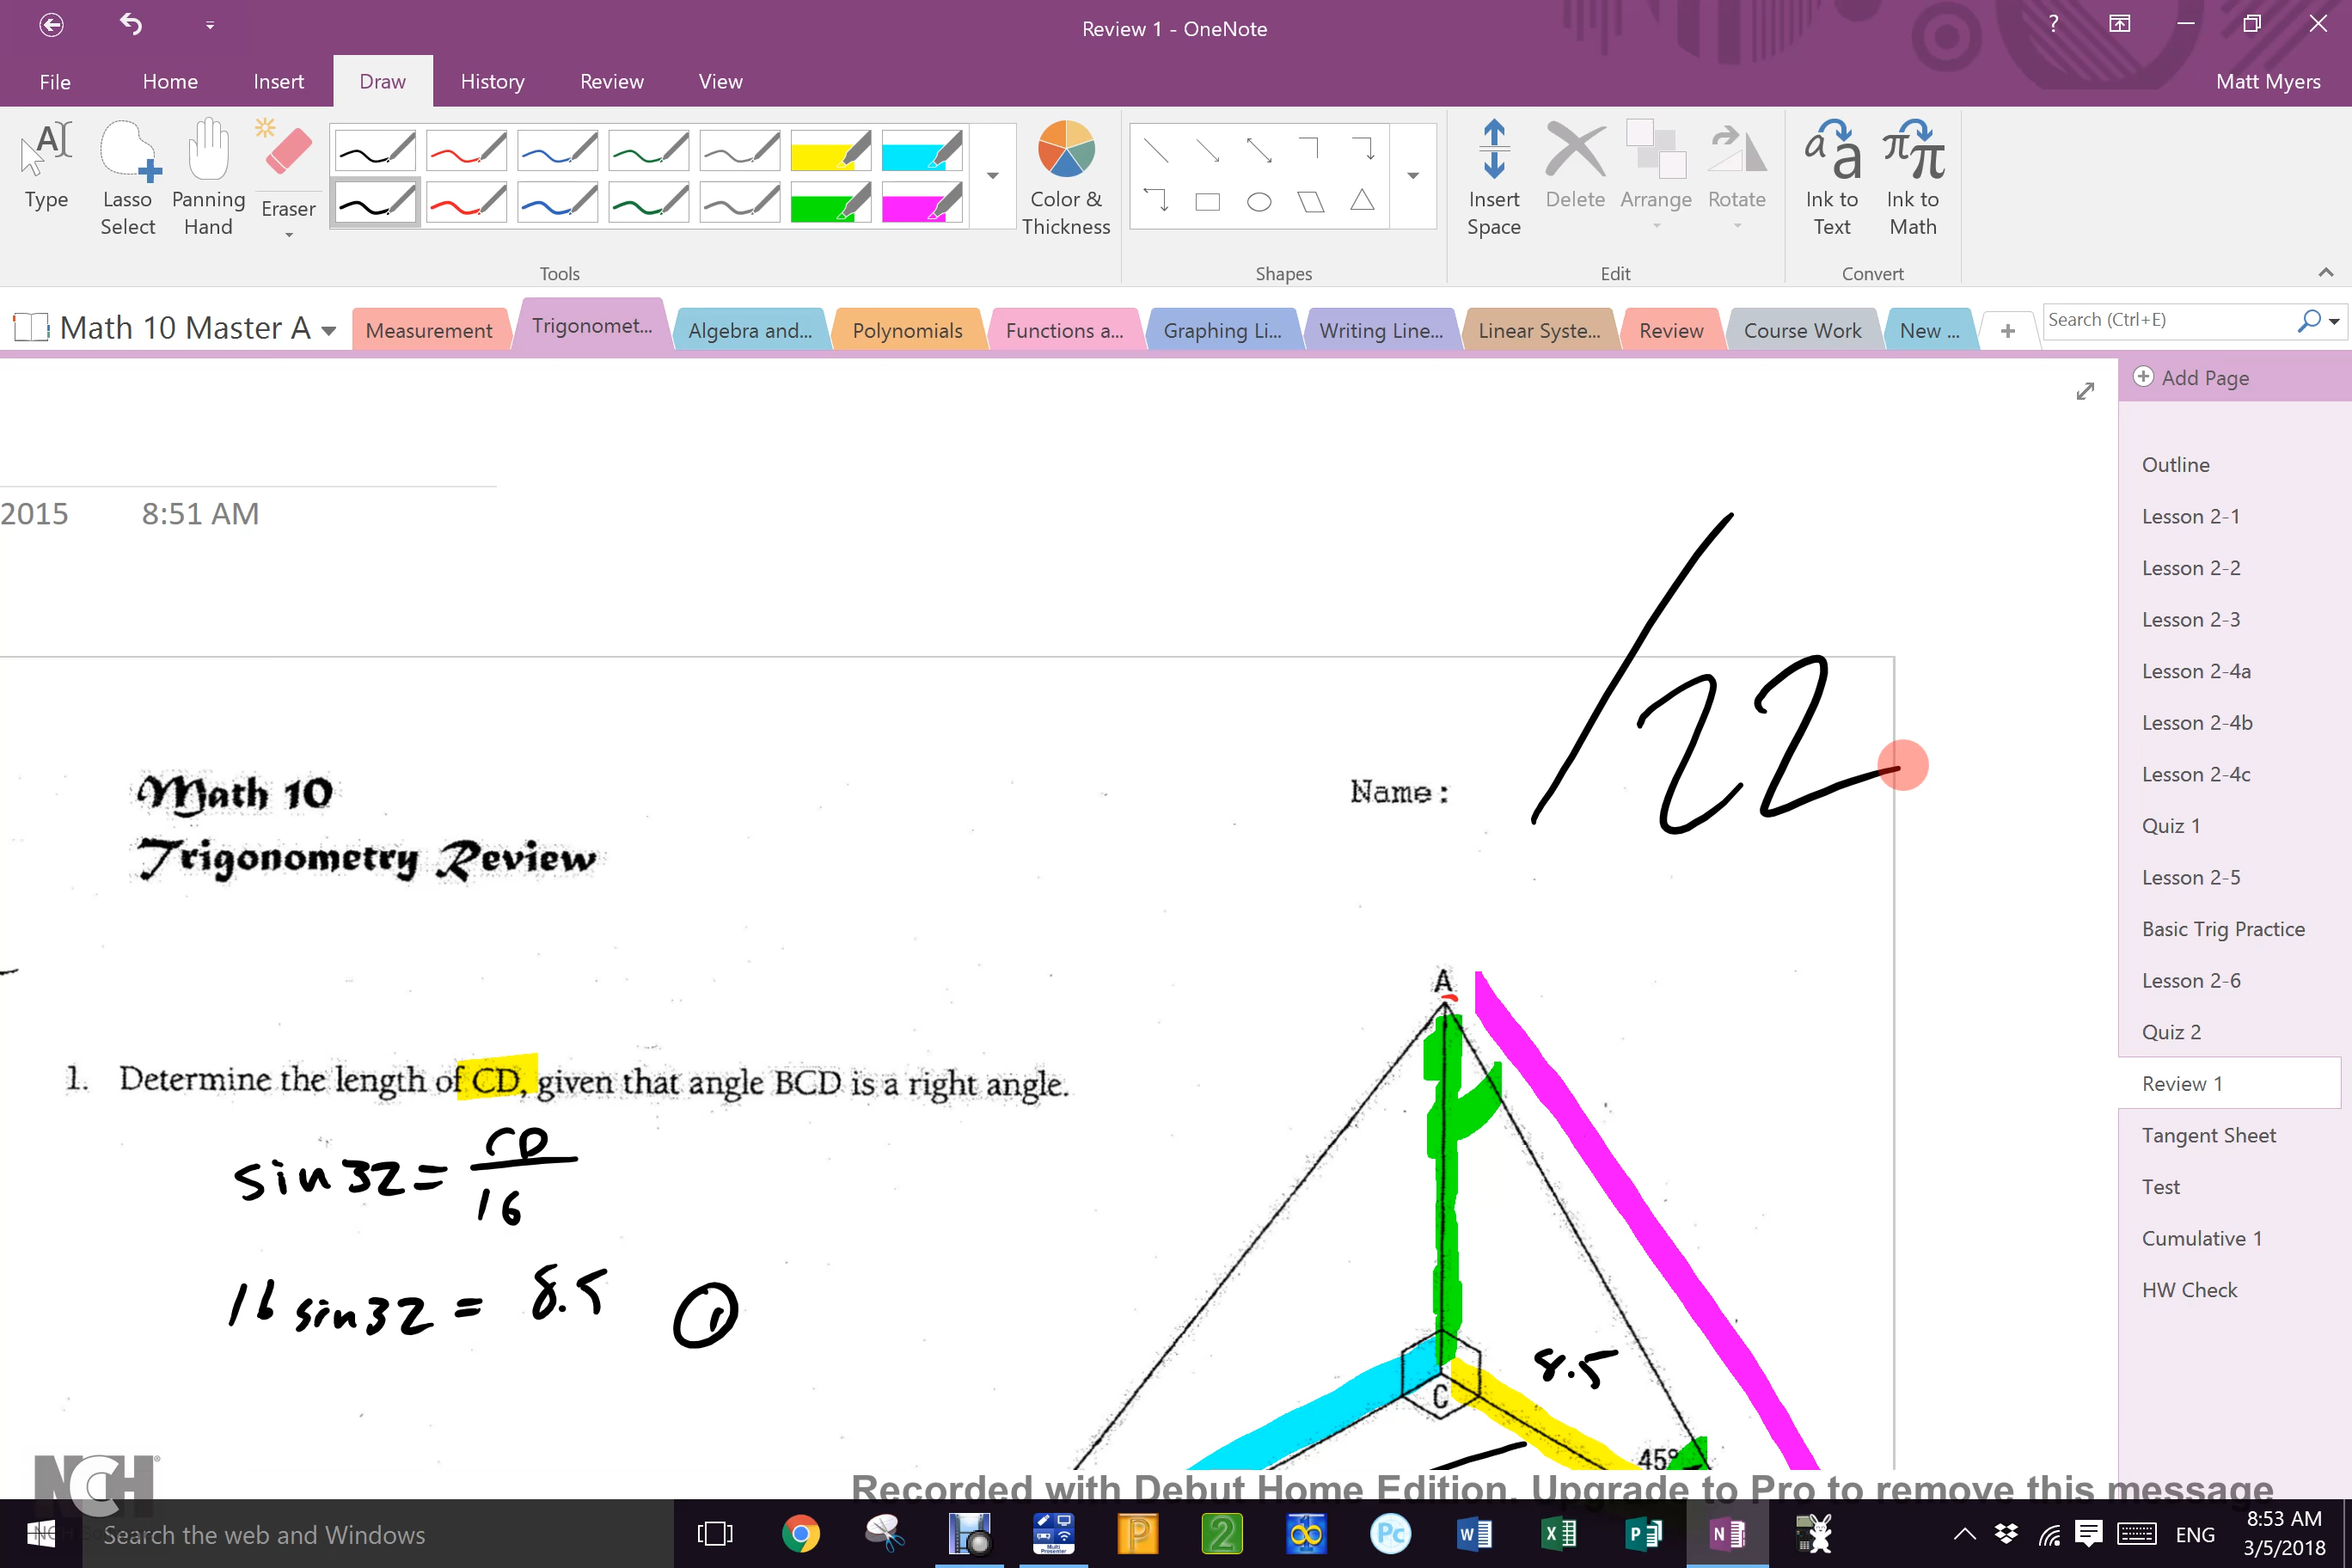 Review 1 - OneNote
?
File Home Insert Draw History Review View Matt Myers
Type
Lasso Select
Panning Hand
Eraser
Color & Thickness
Insert Space
Delete
Arrange
Rotate
Ink to Text
Ink to Math
Tools Shapes Edit Convert
Math 10 Master A Measurement Trigonomet... Algebra and... Polynomials Functions a... Graphing Li... Writing Line... Linear Syste... Review Course Work New ... + Search (Ctrl+E)
Add Page
Outline
Lesson 2-1
Lesson 2-2
Lesson 2-3
Lesson 2-4a
Lesson 2-4b
Lesson 2-4c
Quiz 1
Lesson 2-5
Basic Trig Practice
Lesson 2-6
Quiz 2
Review 1
Tangent Sheet
Test
Cumulative 1
HW Check
2015 8:51 AM
/22
Math 10
Name:
Trigonometry Review
1. Determine the length of CD, given that angle BCD is a right angle.
sin 32 = CD/16
16 sin 32 = 8.5 1
A
8.5
C
45°
NCH
Recorded with Debut Home Edition. Upgrade to Pro to remove this message
Search the web and Windows
ENG
8:53 AM
3/5/2018